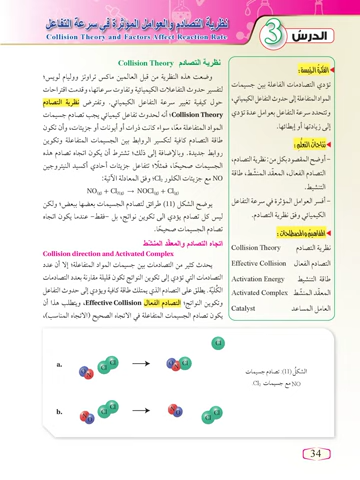 الدرس 3
نظرية التصادم والعوامل المؤثرة في سرعة التفاعل
Collision Theory and Factors Affect Reaction Rate
الفكرة الرئيسة:
تؤدي التصادمات الفاعلة بين جسيمات
المواد المتفاعلة إلى حدوث التفاعل الكيميائي،
وتتحدد سرعة التفاعل بعوامل عدة تؤدي
إلى زيادتها أو إبطائها.
نتاجات التعلم:
- أوضح المقصود بكل من: نظرية التصادم،
التصادم الفعال، المعقد المنشط، طاقة
التنشيط.
- أفسر العوامل المؤثرة في سرعة التفاعل
الكيميائي وفق نظرية التصادم.
المفاهيم والمصطلحات:
نظرية التصادم Collision Theory
التصادم الفعال Effective Collision
طاقة التنشيط Activation Energy
المعقد المنشط Activated Complex
العامل المساعد Catalyst
نظرية التصادم Collision Theory
وضعت هذه النظرية من قبل العالمين ماكس تراوتز ووليام لويس؛
لتفسير حدوث التفاعلات الكيميائية وتفاوت سرعاتها، وقدمت اقتراحات
حول كيفية تغيير سرعة التفاعل الكيميائي. وتفترض نظرية التصادم
Collision Theory؛ أنه لحدوث تفاعل كيميائي يجب تصادم جسيمات
المواد المتفاعلة معًا، سواء كانت ذرات أو أيونات أو جزيئات، وأن تكون
طاقة التصادم كافية لتكسير الروابط بين الجسيمات المتفاعلة وتكوين
روابط جديدة. وبالإضافة إلى ذلك؛ تشترط أن يكون اتجاه تصادم هذه
الجسيمات صحيحًا. فمثلًا؛ تتفاعل جزيئات أحادي أكسيد النيتروجين
NO مع جزيئات الكلور Cl₂؛ وفق المعادلة الآتية:
NO(g) + Cl₂(g) → NOCl(g) + Cl(g)
يوضح الشكل (11) طرائق لتصادم الجسيمات بعضها ببعض؛ ولكن
ليس كل تصادم يؤدي الى تكوين نواتج، بل -فقط- عندما يكون اتجاه
تصادم الجسيمات صحيحًا.
اتجاه التصادم والمعقد المنشط
Collision direction and Activated Complex
يحدث كثير من التصادمات بين جسيمات المواد المتفاعلة؛ إلا أن عدد
التصادمات التي تؤدي إلى تكوين النواتج تكون قليلة مقارنة بعدد التصادمات
الكلية. يطلق على التصادم الذي يمتلك طاقة كافية ويؤدي إلى حدوث التفاعل
وتكوين النواتج؛ التصادم الفعال Effective Collision، ويتطلب هذا أن
يكون تصادم الجسيمات المتفاعلة في الاتجاه الصحيح (الاتجاه المناسب)،
a.
b.
الشكل (11): تصادم جسيمات
NO مع جسيمات Cl₂.
34